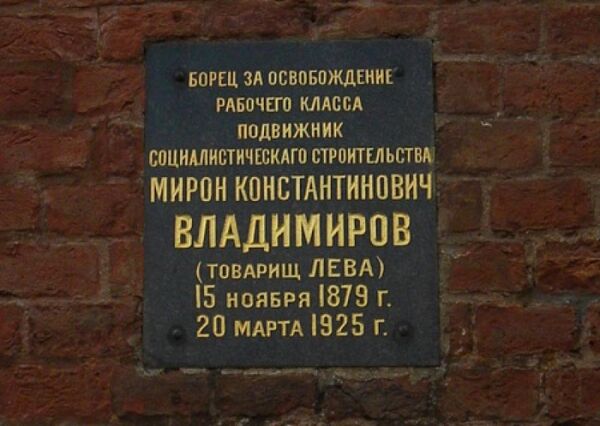 БОРЕЦ ЗА ОСВОБОЖДЕНИЕ
РАБОЧЕГО КЛАССА
ПОДВИЖНИК
СОЦИАЛИСТИЧЕСКАГО СТРОИТЕЛЬСТВА
МИРОН КОНСТАНТИНОВИЧ
ВЛАДИМИРОВ
(ТОВАРИЩ ЛЕВА)
15 НОЯБРЯ 1879 Г.
20 МАРТА 1925 Г.